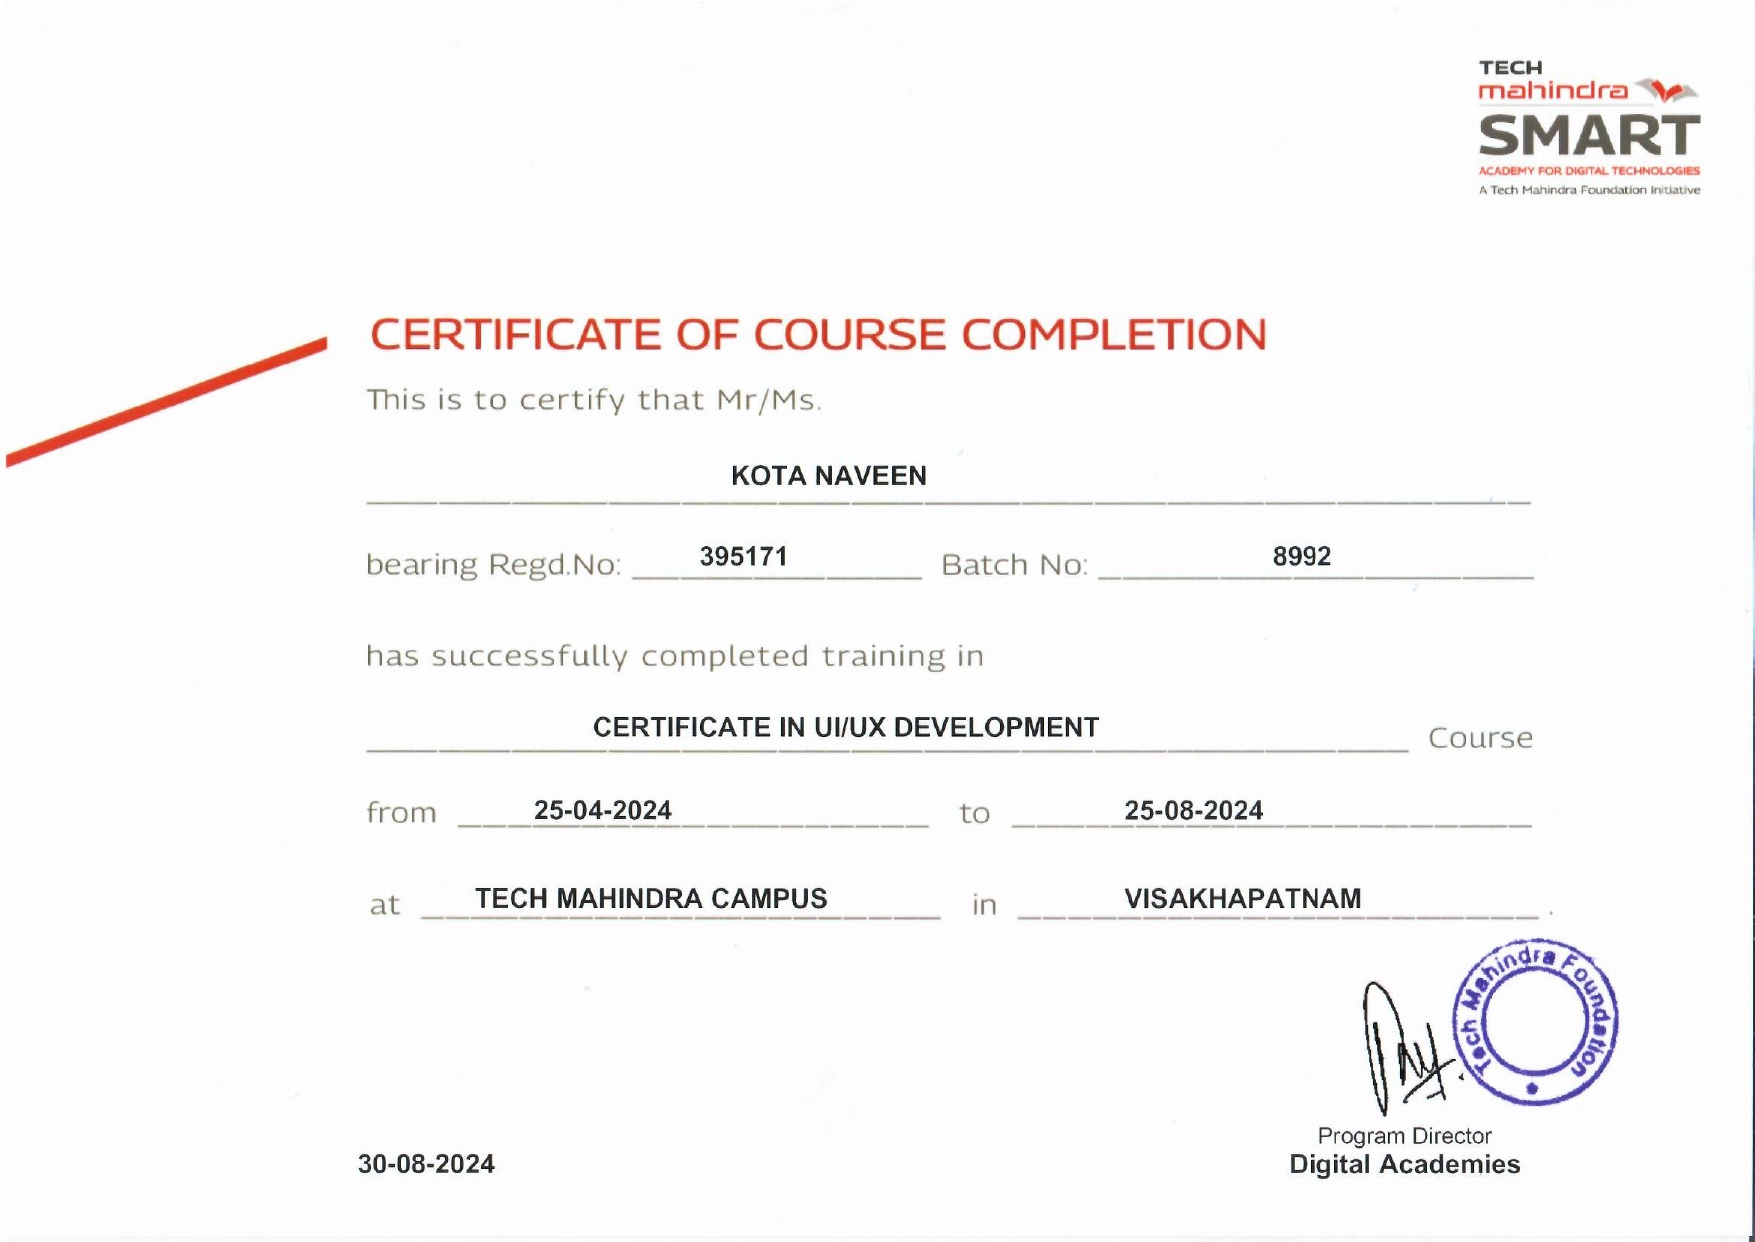 TECH
mahindra
SMART
ACADEMY FOR DIGITAL TECHNOLOGIES
A Tech Mahindra Foundation Initiative
CERTIFICATE OF COURSE COMPLETION
This is to certify that Mr/Ms.
KOTA NAVEEN
bearing Regd.No: 395171 Batch No: 8992
has successfully completed training in
CERTIFICATE IN UI/UX DEVELOPMENT Course
from 25-04-2024 to 25-08-2024
at TECH MAHINDRA CAMPUS in VISAKHAPATNAM.
Tech Mahindra Foundation
Program Director
30-08-2024 Digital Academies